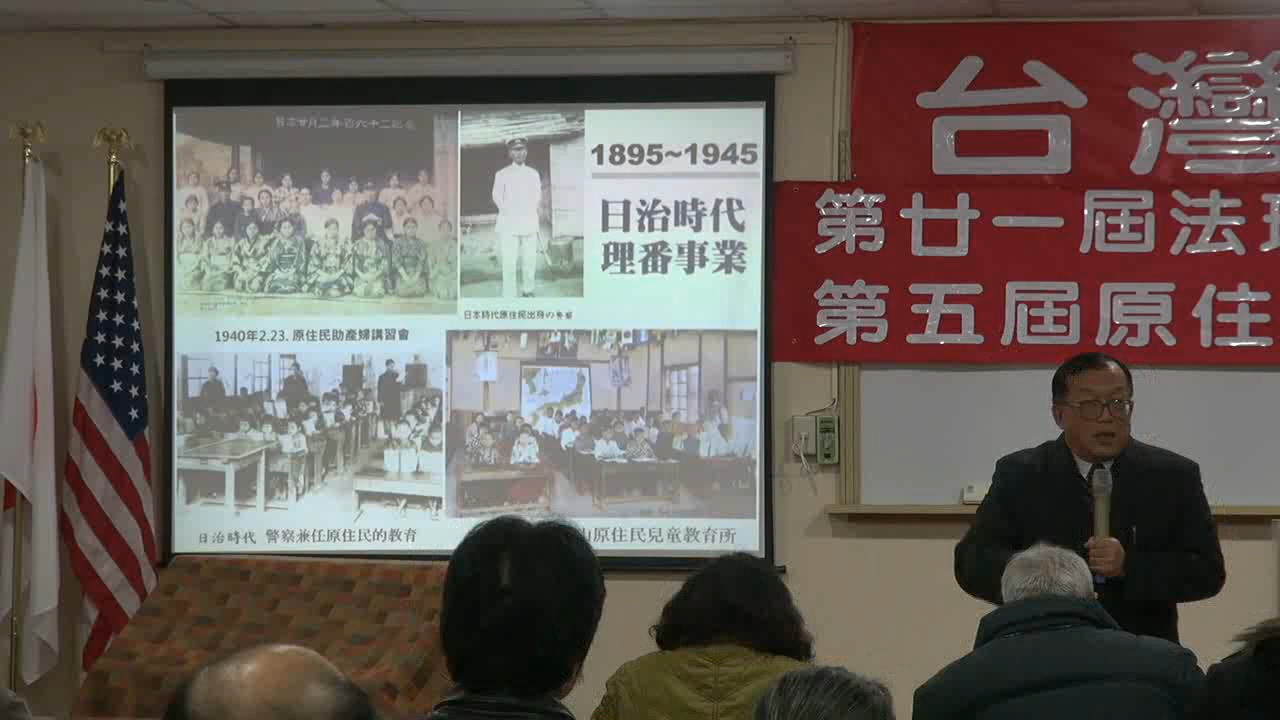 1895~1945
日治時代
理番事業
日本時代原住民出身の警察
1940年2.23. 原住民助產婦講習會
日治時代 警察兼任原住民的教育
山原住民兒童教育所
台灣
第廿一屆法
第五屆原住